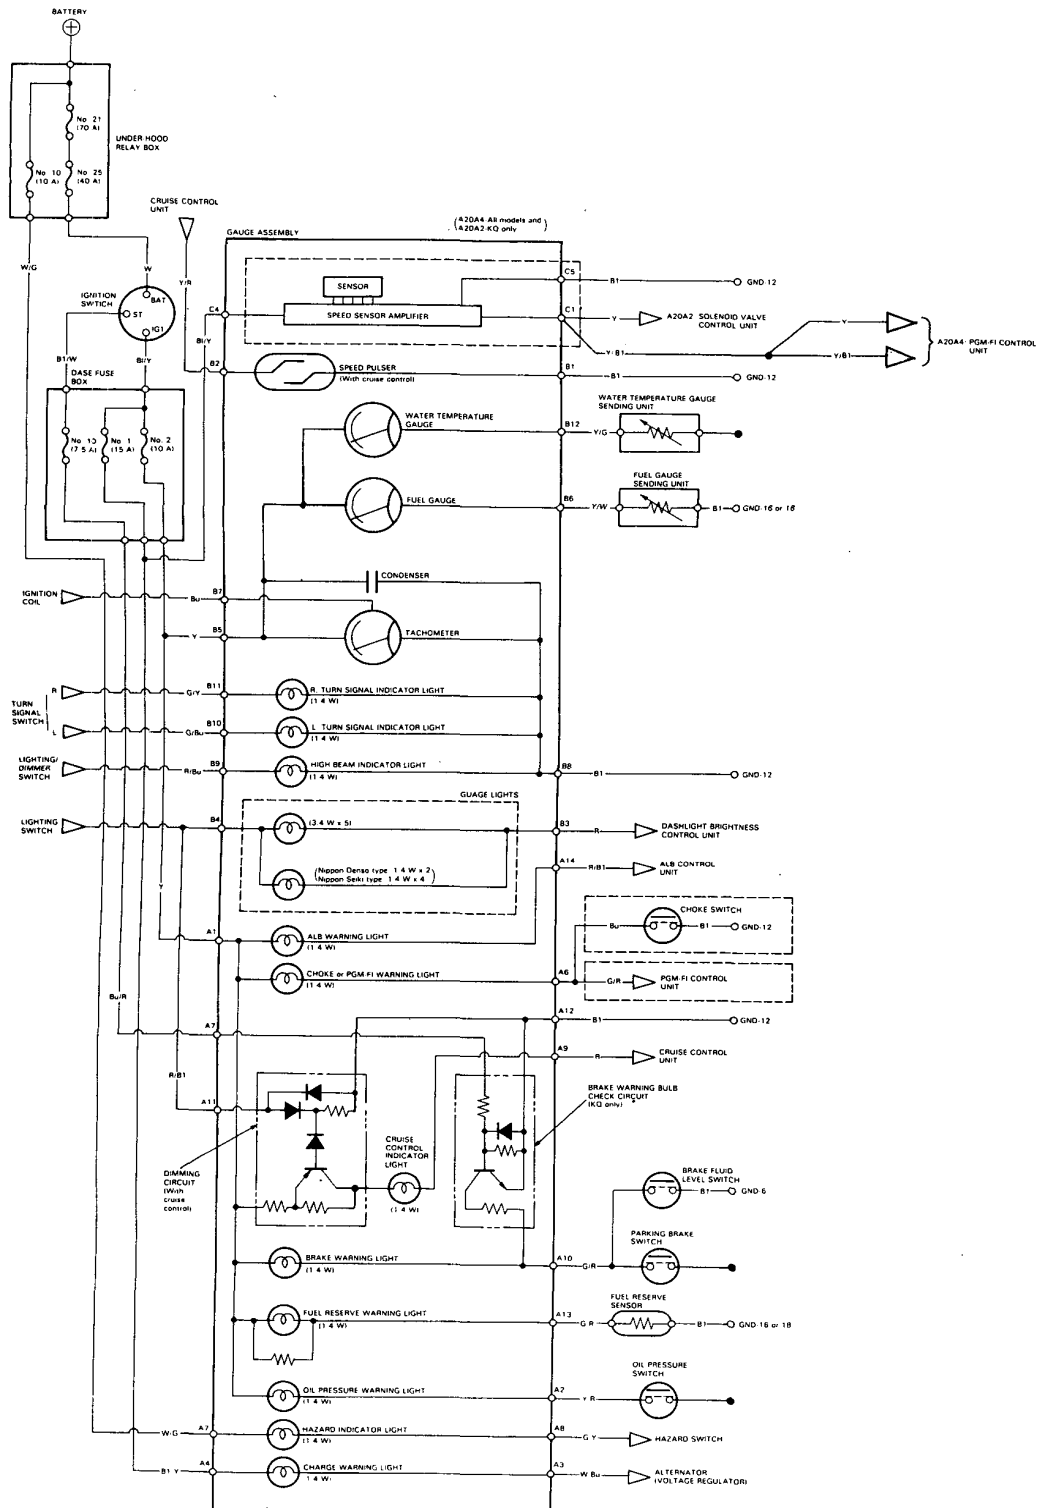 BATTERY
No. 21
(70 A)
UNDER-HOOD
RELAY BOX
No. 10
(10 A)
No. 25
(40 A)
CRUISE CONTROL
UNIT
(A20A4-All models and
A20A2-KQ only)
GAUGE ASSEMBLY
W/G
W
Y/R
IGNITION
SWTICH
BAT
ST
IG1
SENSOR
SPEED SENSOR AMPLIFIER
C5
B1
GND-12
C4
C1
Y
A20A2 SOLENOID VALVE
CONTROL UNIT
Y
Y/B1
Y/B1
A20A4: PGM-FI CONTROL
UNIT
B1/W
Bl/Y
Bl/Y
B2
SPEED PULSER
(With cruise control)
B1
B1
GND-12
DASE FUSE
BOX
No. 10
(7.5 A)
No. 1
(15 A)
No. 2
(10 A)
WATER TEMPERATURE
GAUGE
B12
Y/G
WATER TEMPERATURE GAUGE
SENDING UNIT
FUEL GAUGE
B6
Y/W
FUEL GAUGE
SENDING UNIT
B1
GND-16 or 18
CONDENSER
IGNITION
COIL
Bu
B7
Y
B5
TACHOMETER
TURN
SIGNAL
SWITCH
R
L
G/Y
B11
R. TURN SIGNAL INDICATOR LIGHT
(1.4 W)
G/Bu
B10
L. TURN SIGNAL INDICATOR LIGHT
(1.4 W)
LIGHTING/
DIMMER
SWITCH
R/Bu
B9
HIGH BEAM INDICATOR LIGHT
(1.4 W)
B8
B1
GND-12
GUAGE LIGHTS
LIGHTING
SWITCH
B4
(3.4 W x 5)
B3
R
DASHLIGHT BRIGHTNESS
CONTROL UNIT
(Nippon Denso type 1.4 W x 2)
(Nippon Seiki type 1.4 W x 4)
A14
R/B1
ALB CONTROL
UNIT
Y
A1
ALB WARNING LIGHT
(1.4 W)
CHOKE SWITCH
Bu
B1
GND-12
CHOKE or PGM-FI WARNING LIGHT
(1.4 W)
A6
G/R
PGM-FI CONTROL
UNIT
Bu/R
A7
A12
B1
GND-12
A9
R
CRUISE CONTROL
UNIT
R/B1
A11
BRAKE WARNING BULB
CHECK CIRCUIT
(KQ only)
DIMMING
CIRCUIT
(With
cruise
control)
CRUISE
CONTROL
INDICATOR
LIGHT
(1.4 W)
BRAKE FLUID
LEVEL SWITCH
B1
GND-6
PARKING BRAKE
SWITCH
BRAKE WARNING LIGHT
(1.4 W)
A10
G/R
FUEL RESERVE WARNING LIGHT
(1.4 W)
A13
G R
FUEL RESERVE
SENSOR
B1
GND-16 or 18
OIL PRESSURE
SWITCH
OIL PRESSURE WARNING LIGHT
(1.4 W)
A2
Y R
W/G
A7
HAZARD INDICATOR LIGHT
(1.4 W)
A8
G Y
HAZARD SWITCH
B1 Y
A4
CHARGE WARNING LIGHT
1.4 W)
A3
W Bu
ALTERNATOR
(VOLTAGE REGULATOR)